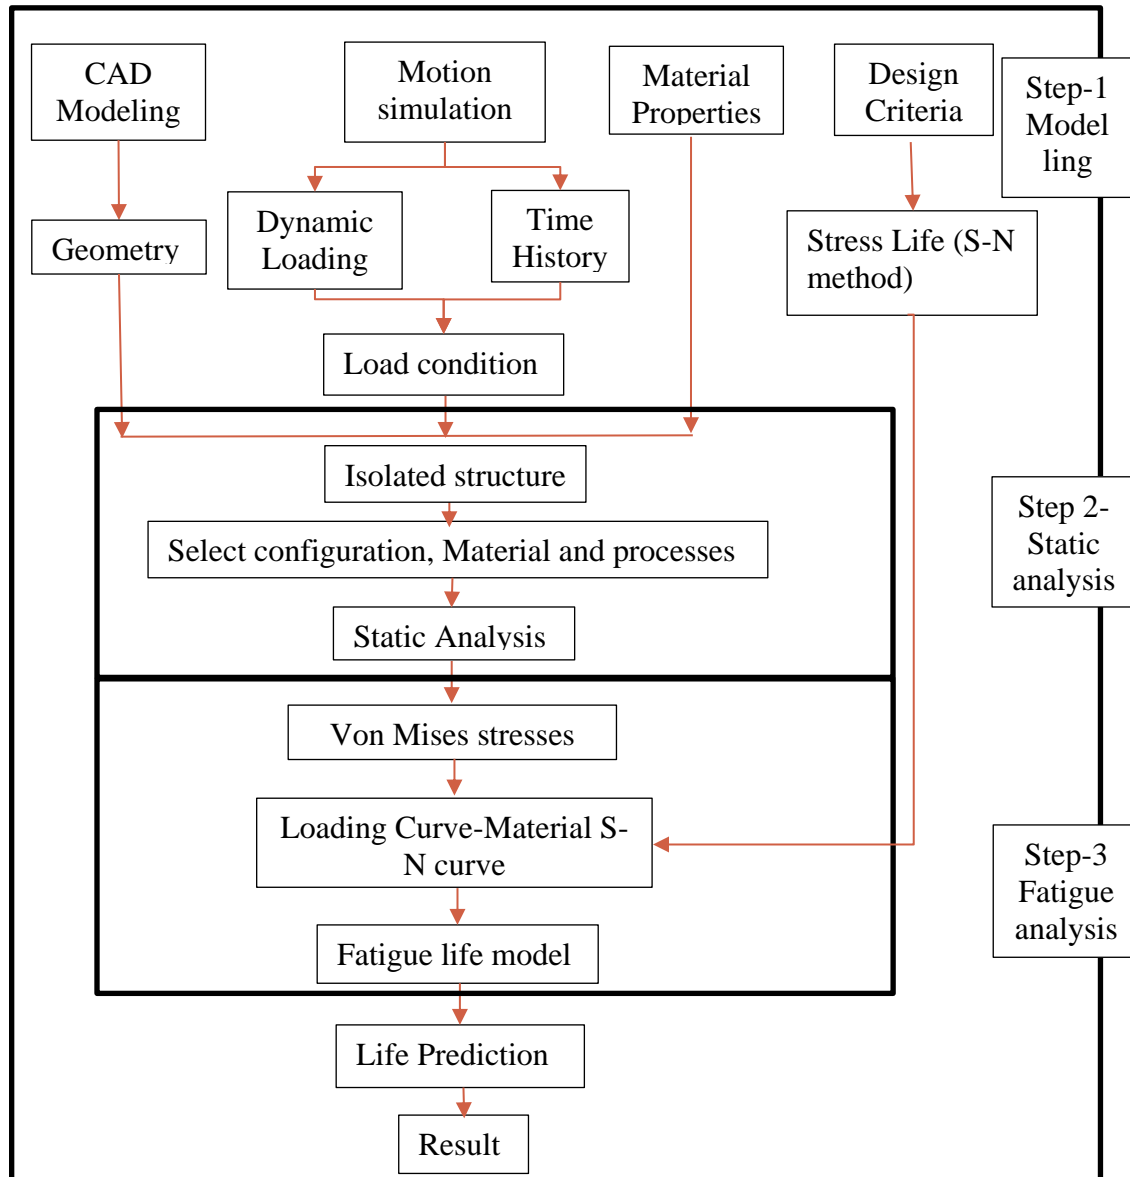 CAD
Modeling
Motion
simulation
Material
Properties
Design
Criteria
Step-1
Model
ling
Geometry
Dynamic
Loading
Time
History
Stress Life (S-N
method)
Load condition
Isolated structure
Select configuration, Material and processes
Static Analysis
Step 2-
Static
analysis
Von Mises stresses
Loading Curve-Material S-
N curve
Fatigue life model
Step-3
Fatigue
analysis
Life Prediction
Result